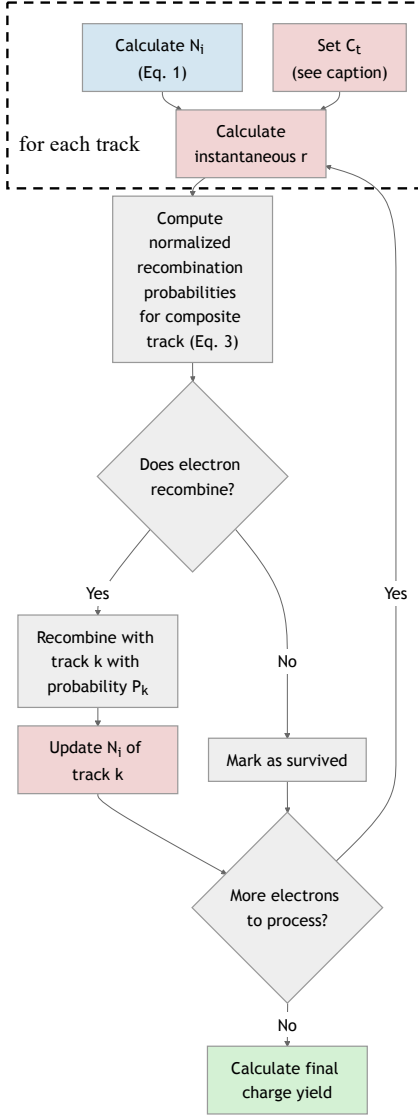 Calculate Nᵢ
(Eq. 1)
Set Cₜ
(see caption)
for each track
Calculate
instantaneous r
Compute
normalized
recombination
probabilities
for composite
track (Eq. 3)
Does electron
recombine?
Yes
Yes
Recombine with
track k with
probability Pₖ
No
Update Nᵢ of
track k
Mark as survived
More electrons
to process?
No
Calculate final
charge yield